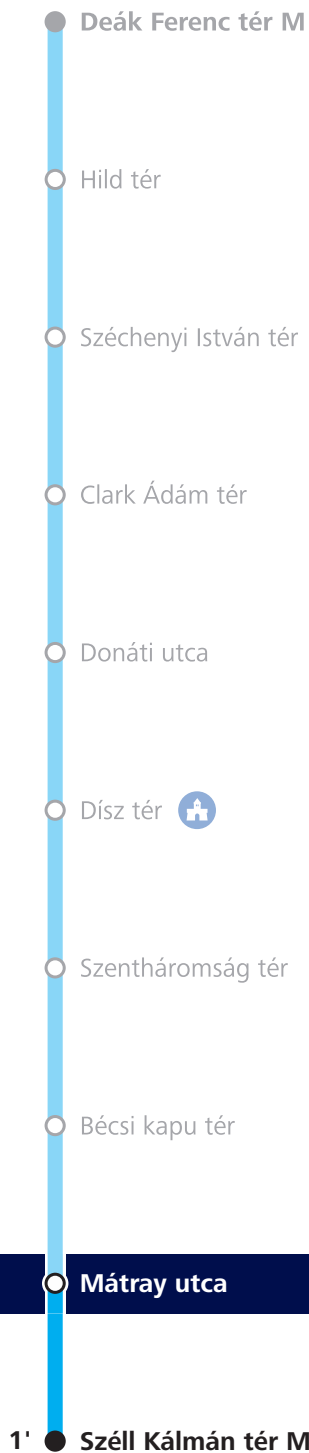 Deák Ferenc tér M
Hild tér
Széchenyi István tér
Clark Ádám tér
Donáti utca
Dísz tér
Szentháromság tér
Bécsi kapu tér
Mátray utca
1' Széll Kálmán tér M